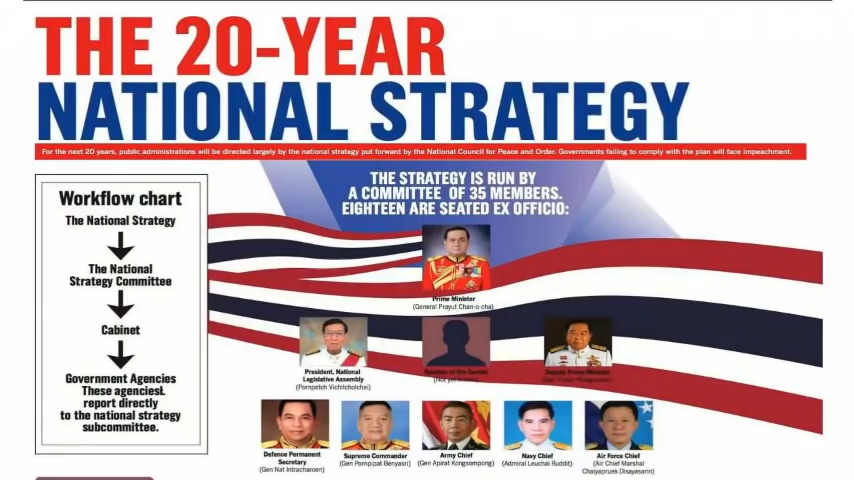 THE 20-YEAR
NATIONAL STRATEGY
For the next 20 years, public administrations will be directed largely by the national strategy put forward by the National Council for Peace and Order. Governments failing to comply with the plan will face impeachment.
Workflow chart
The National Strategy
The National
Strategy Committee
Cabinet
Government Agencies
These agencies
report directly
to the national strategy
subcommittee.
THE STRATEGY IS RUN BY
A COMMITTEE OF 35 MEMBERS.
EIGHTEEN ARE SEATED EX OFFICIO:
Prime Minister
(General Prayut Chan-o-cha)
President, National
Legislative Assembly
(Pornpetch Vichitcholchai)
(Not yet
Deputy Prime Minister
Defence Permanent
Secretary
(Gen Nat Intracharoen)
Supreme Commander
(Gen Pornpipat Benyasri)
Army Chief
(Gen Apirat Kongsompong)
Navy Chief
(Admiral Leuchai Ruddit)
Air Force Chief
(Air Chief Marshal
Chaiyapruek Disayasarin)